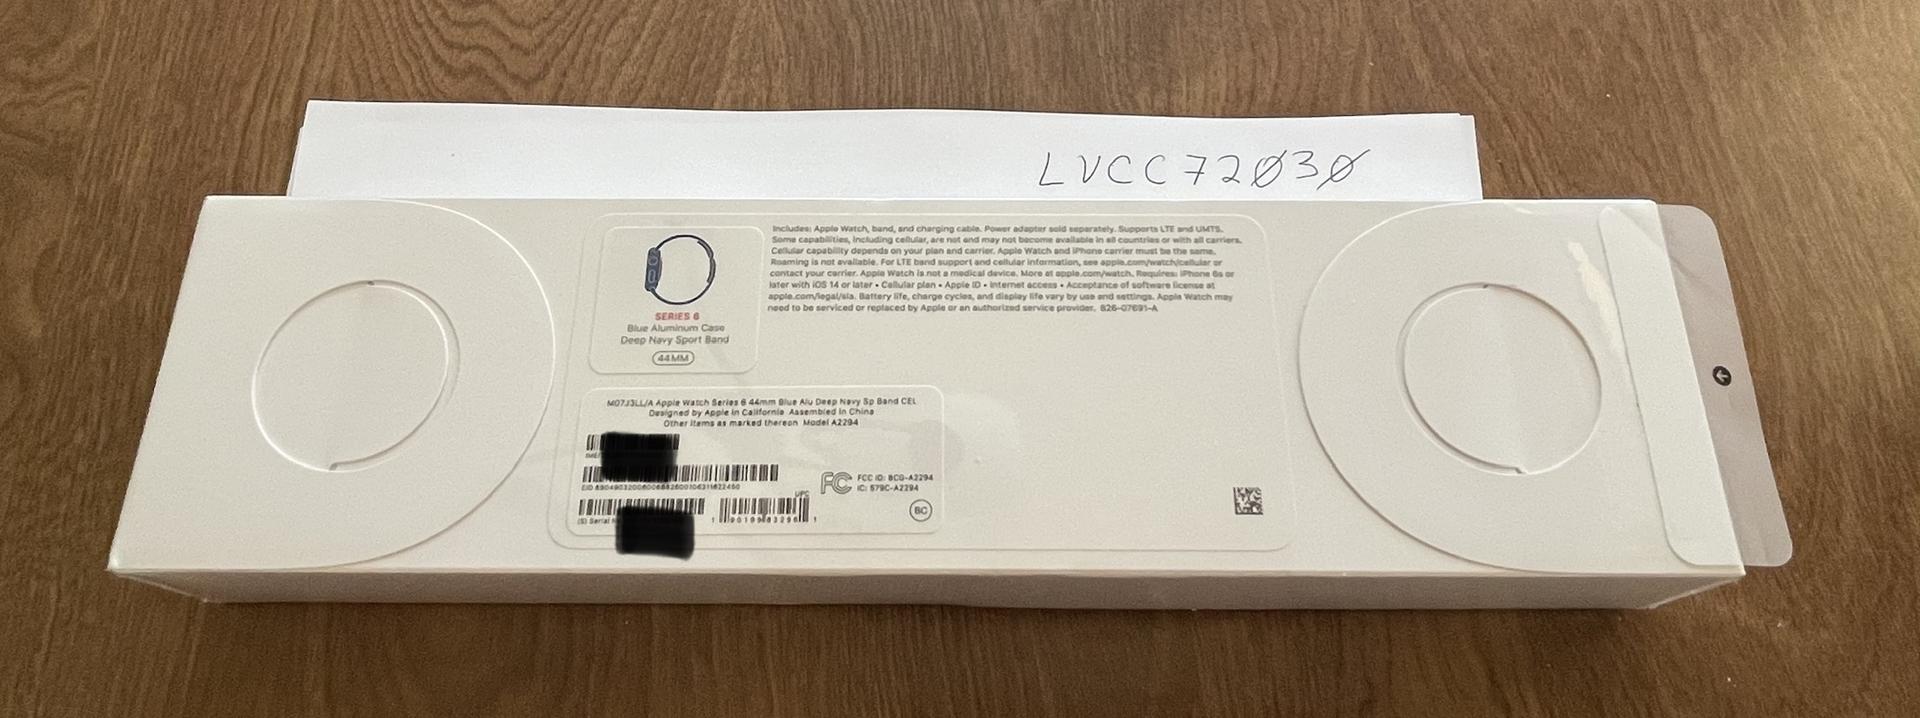 LVCC72030
Includes: Apple Watch, band, and charging cable. Power adapter sold separately. Supports LTE and UMTS.
Some capabilities, including cellular, are not and may not become available in all countries or with all carriers.
Cellular capability depends on your plan and carrier. Apple Watch and iPhone carrier must be the same.
Roaming is not available. For LTE band support and cellular information, see apple.com/watch/cellular or
contact your carrier. Apple Watch is not a medical device. More at apple.com/watch. Requires: iPhone 6s or
later with iOS 14 or later • Cellular plan • Apple ID • Internet access • Acceptance of software license at
apple.com/legal/sla. Battery life, charge cycles, and display life vary by use and settings. Apple Watch may
need to be serviced or replaced by Apple or an authorized service provider. 826-07691-A
SERIES 6
Blue Aluminum Case
Deep Navy Sport Band
44MM
M07J3LL/A Apple Watch Series 6 44mm Blue Alu Deep Navy Sp Band CEL
Designed by Apple in California Assembled in China
Other items as marked thereon Model A2294
IMEI
EID
UPC
(S) Serial
FC
FCC ID: BCG-A2294
IC: 579C-A2294
BC